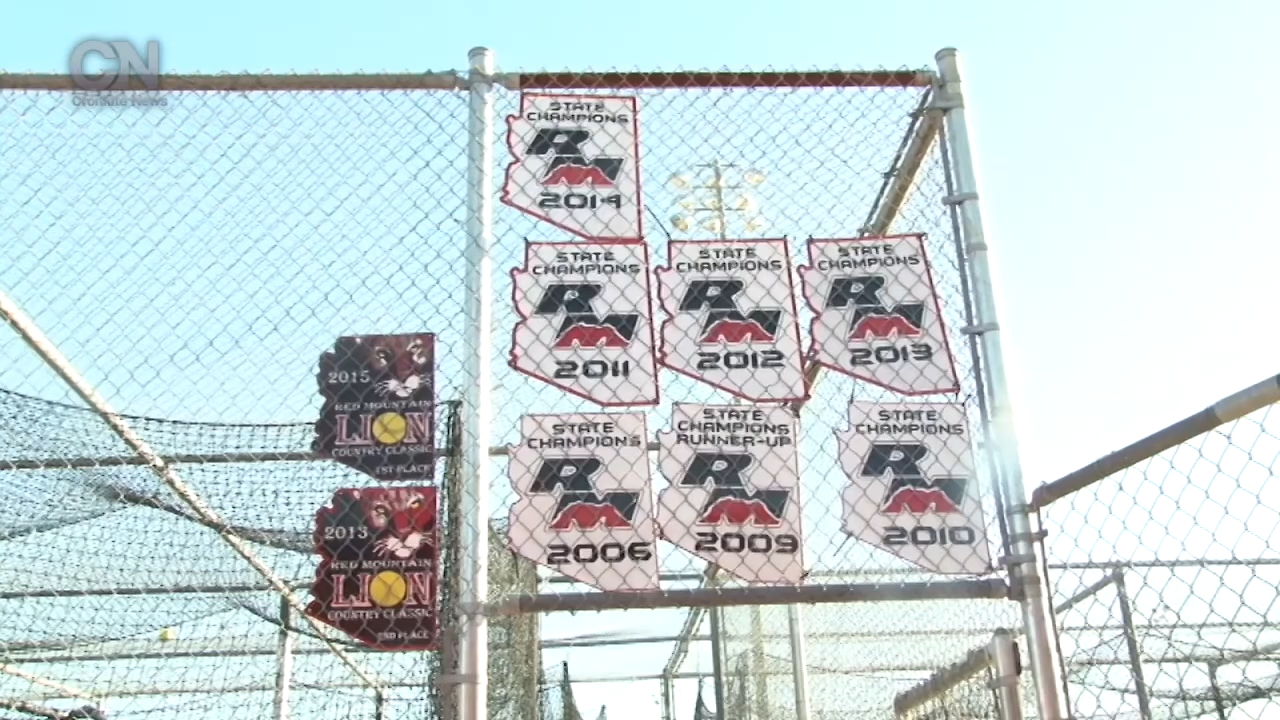 CN
Cronkite News
STATE
CHAMPIONS
RM
2014
STATE
CHAMPIONS
RM
2011
STATE
CHAMPIONS
RM
2012
STATE
CHAMPIONS
RM
2013
2015
RED MOUNTAIN
LION
COUNTRY CLASSIC
1ST PLACE
STATE
CHAMPIONS
RM
2006
STATE
CHAMPIONS
RUNNER-UP
RM
2009
STATE
CHAMPIONS
RM
2010
2013
RED MOUNTAIN
LION
COUNTRY CLASSIC
2ND PLACE